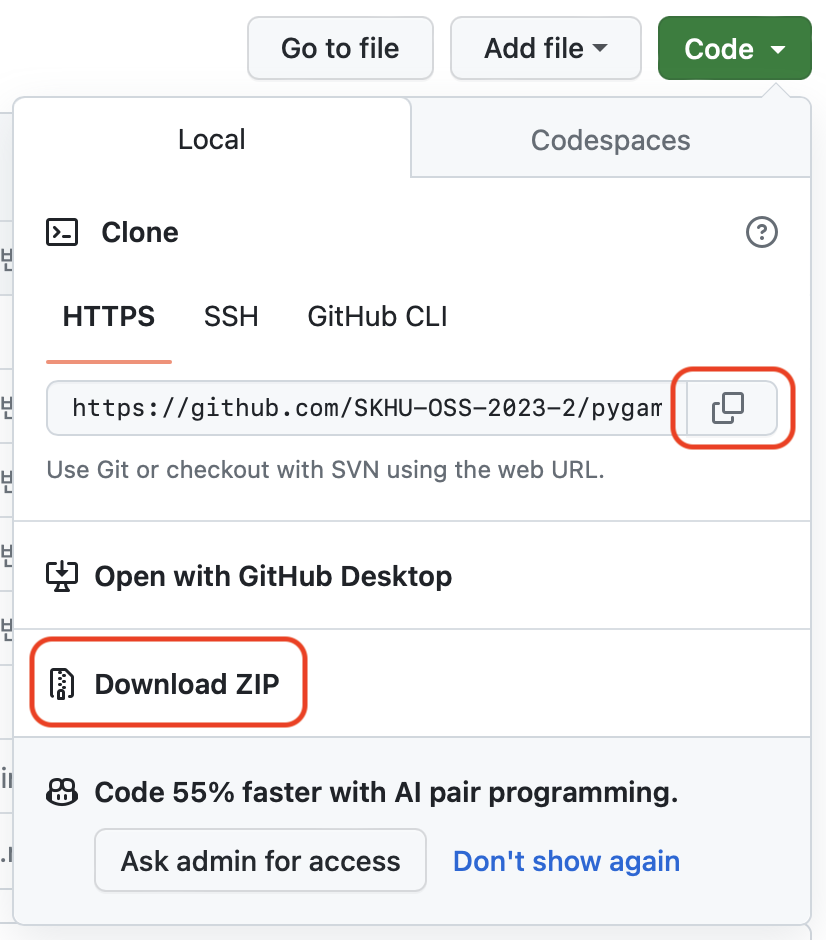 Go to file
Add file
Code
Local
Codespaces
Clone
HTTPS
SSH
GitHub CLI
https://github.com/SKHU-OSS-2023-2/pygam
Use Git or checkout with SVN using the web URL.
Open with GitHub Desktop
Download ZIP
Code 55% faster with AI pair programming.
Ask admin for access
Don't show again